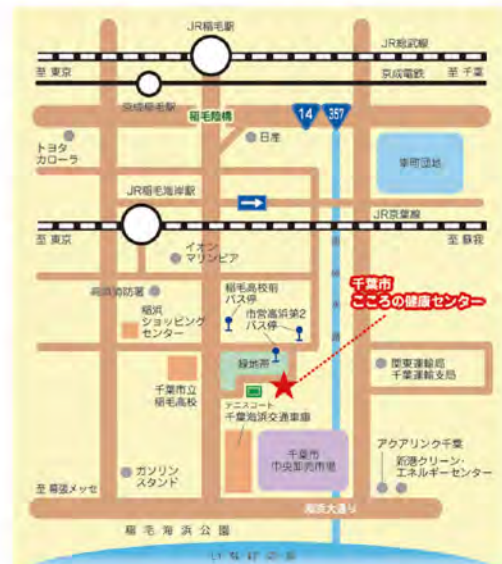 JR稲毛駅
JR総武線
至 東京
京成電鉄
至 千葉
京成稲毛駅
稲毛陸橋
14
357
日産
トヨタ
カローラ
幸町団地
JR稲毛海岸駅
JR京葉線
至 東京
至 蘇我
イオン
マリンピア
高浜消防署
千葉市
こころの健康センター
稲毛高校前
バス停
稲浜
ショッピング
センター
市営高浜第2
バス停
緑地帯
関東運輸局
千葉運輸支局
千葉市立
稲毛高校
テニスコート
千葉海浜交通車庫
千葉市
中央卸売市場
アクアリンク千葉
ガソリン
スタンド
新港クリーン・
エネルギーセンター
至 幕張メッセ
稲毛海浜公園